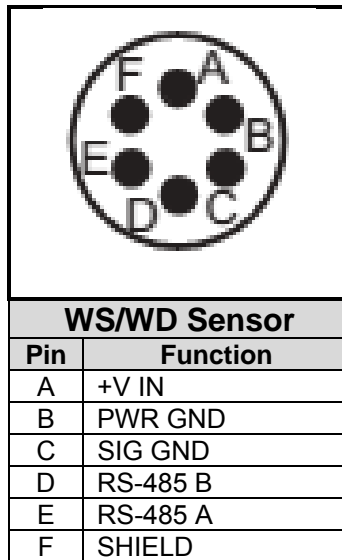 F A
B
E
D C
WS/WD Sensor
Pin Function
A +V IN
B PWR GND
C SIG GND
D RS-485 B
E RS-485 A
F SHIELD